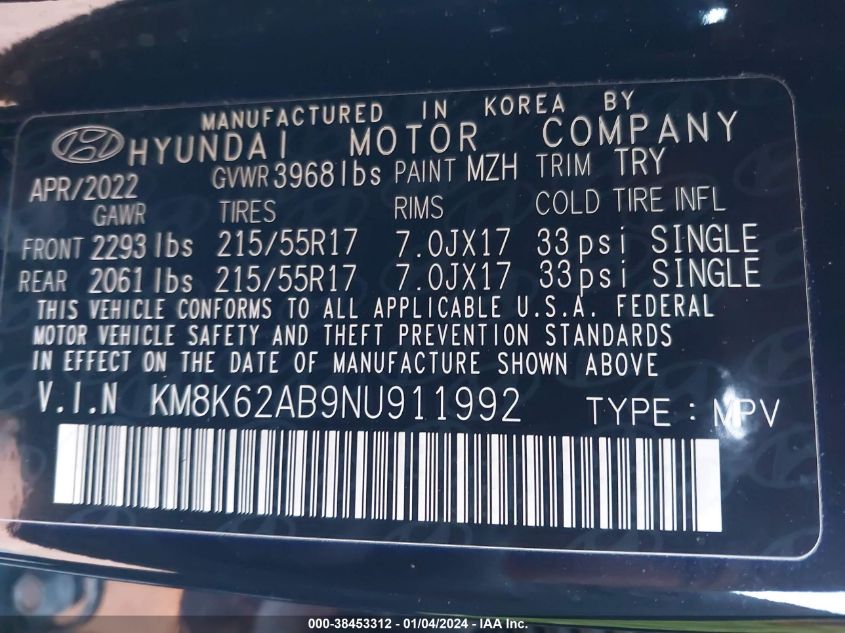 MANUFACTURED IN KOREA BY
HYUNDAI MOTOR COMPANY
APR/2022 GVWR 3968 lbs PAINT MZH TRIM TRY
GAWR TIRES RIMS COLD TIRE INFL
FRONT 2293 lbs 215/55R17 7.0JX17 33psi SINGLE
REAR 2061 lbs 215/55R17 7.0JX17 33psi SINGLE
THIS VEHICLE CONFORMS TO ALL APPLICABLE U.S.A. FEDERAL
MOTOR VEHICLE SAFETY AND THEFT PREVENTION STANDARDS
IN EFFECT ON THE DATE OF MANUFACTURE SHOWN ABOVE
V.I.N KM8K62AB9NU911992 TYPE : MPV
000-38453312 - 01/04/2024 - IAA Inc.